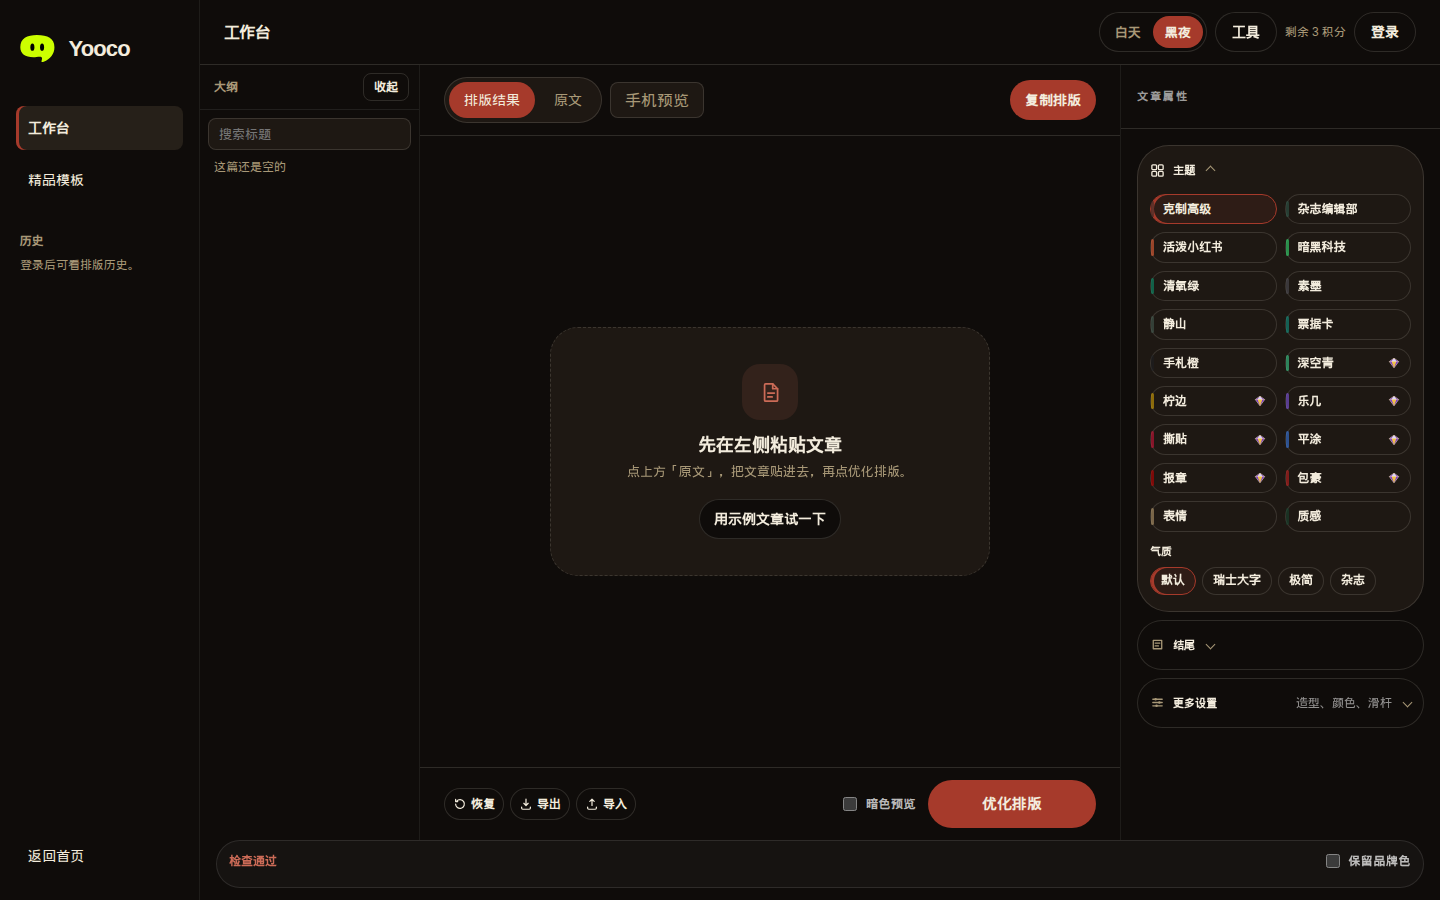 Yooco
工作台
精品模板
历史
登录后可看排版历史。
返回首页
工作台
白天
黑夜
工具
剩余 3 积分
登录
大纲
收起
搜索标题
这篇还是空的
排版结果
原文
手机预览
复制排版
先在左侧粘贴文章
点上方「原文」，把文章贴进去，再点优化排版。
用示例文章试一下
恢复
导出
导入
暗色预览
优化排版
文章属性
主题
克制高级
杂志编辑部
活泼小红书
暗黑科技
清氧绿
素墨
静山
票据卡
手札橙
深空青
柠边
乐几
撕贴
平涂
报章
包豪
表情
质感
气质
默认
瑞士大字
极简
杂志
结尾
更多设置
造型、颜色、滑杆
检查通过
保留品牌色